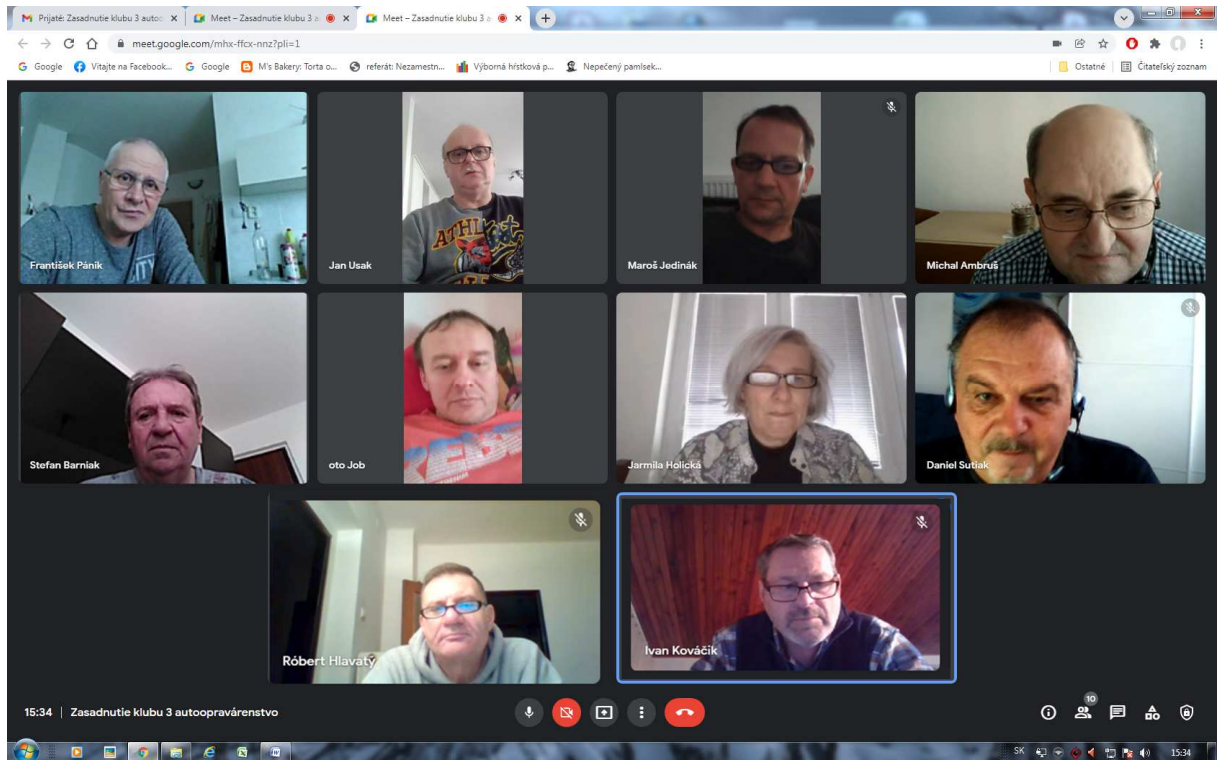 Prijaté: Zasadnutie klubu 3 autoo
Meet – Zasadnutie klubu 3 a
Meet – Zasadnutie klubu 3 a
meet.google.com/mhx-ffcx-nnz?pli=1
Google
Vitajte na Facebook...
Google
M's Bakery: Torta o...
referát: Nezamestn...
Výborná hŕstková p...
Nepečený pamlsek...
Ostatné
Čitateľský zoznam
František Pánik
Jan Usak
Maroš Jedinák
Michal Ambruš
Stefan Barniak
oto Job
Jarmila Holická
Daniel Sutiak
Róbert Hlavatý
Ivan Kováčik
15:34 | Zasadnutie klubu 3 autoopravárenstvo
10
SK
15:34